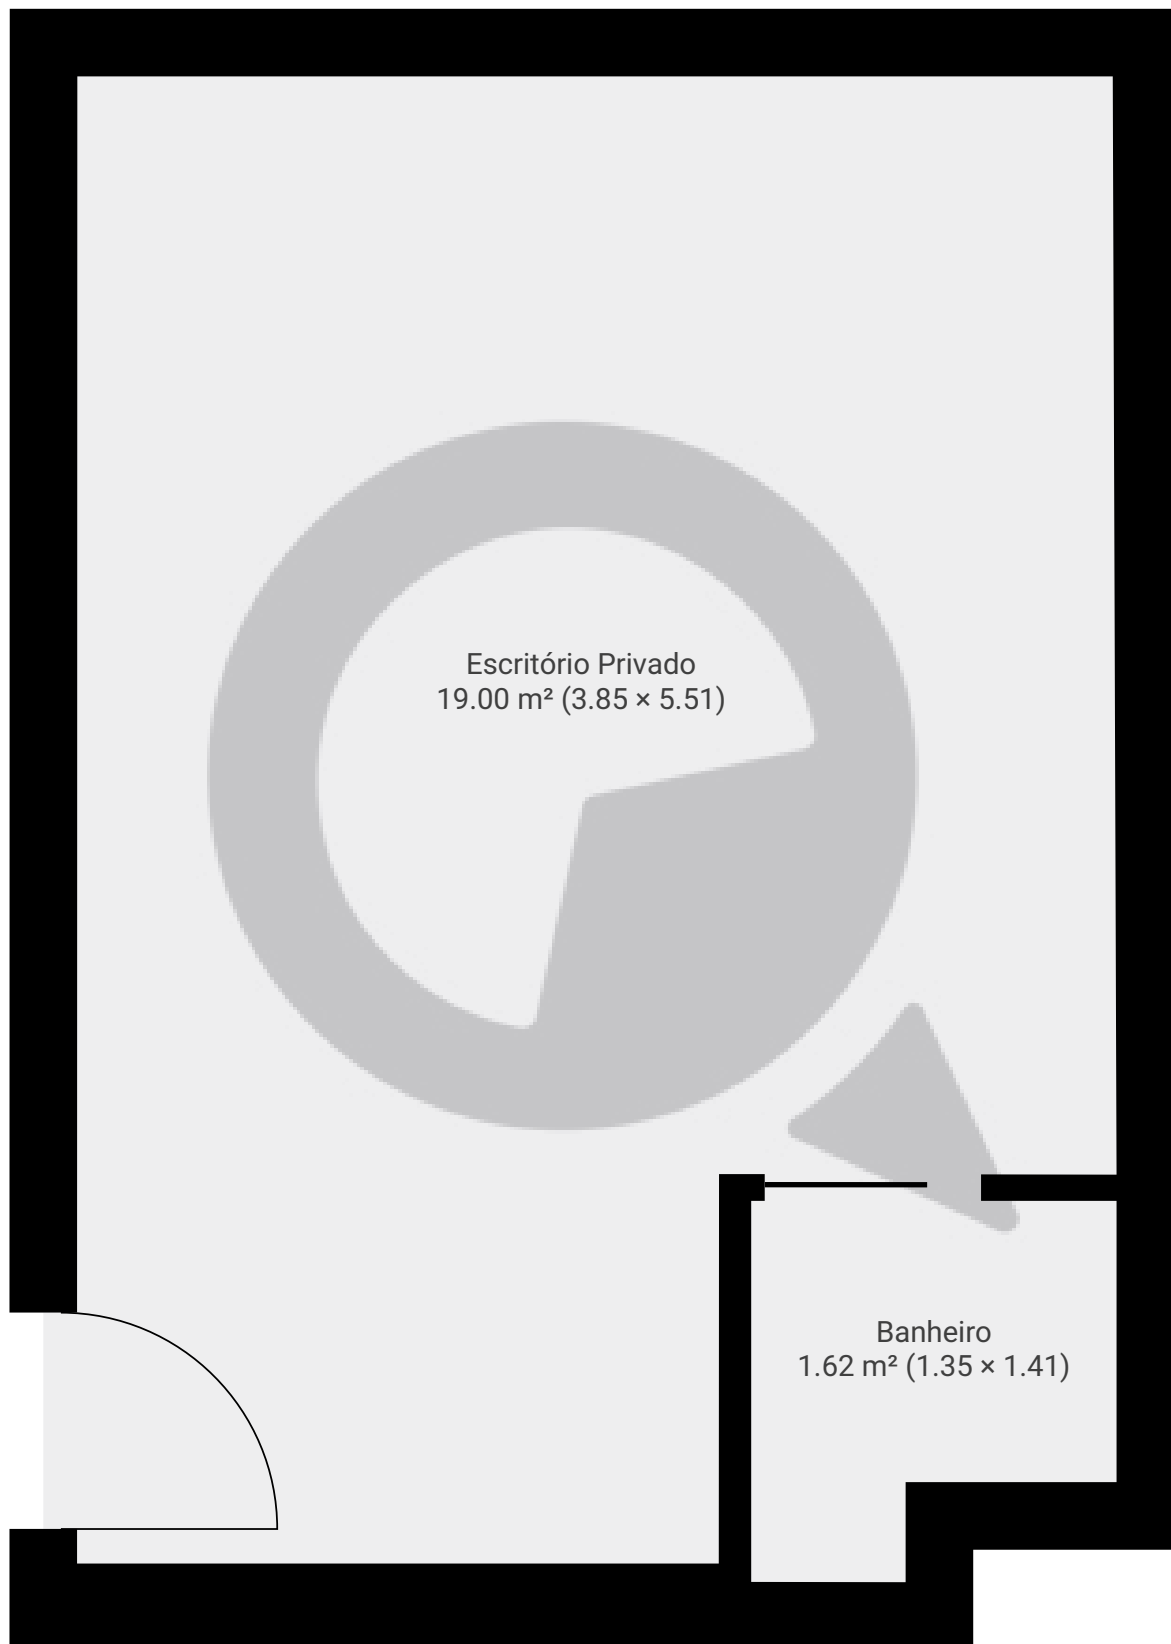 Escritório Privado
19.00 m² (3.85 × 5.51)
Banheiro
1.62 m² (1.35 × 1.41)